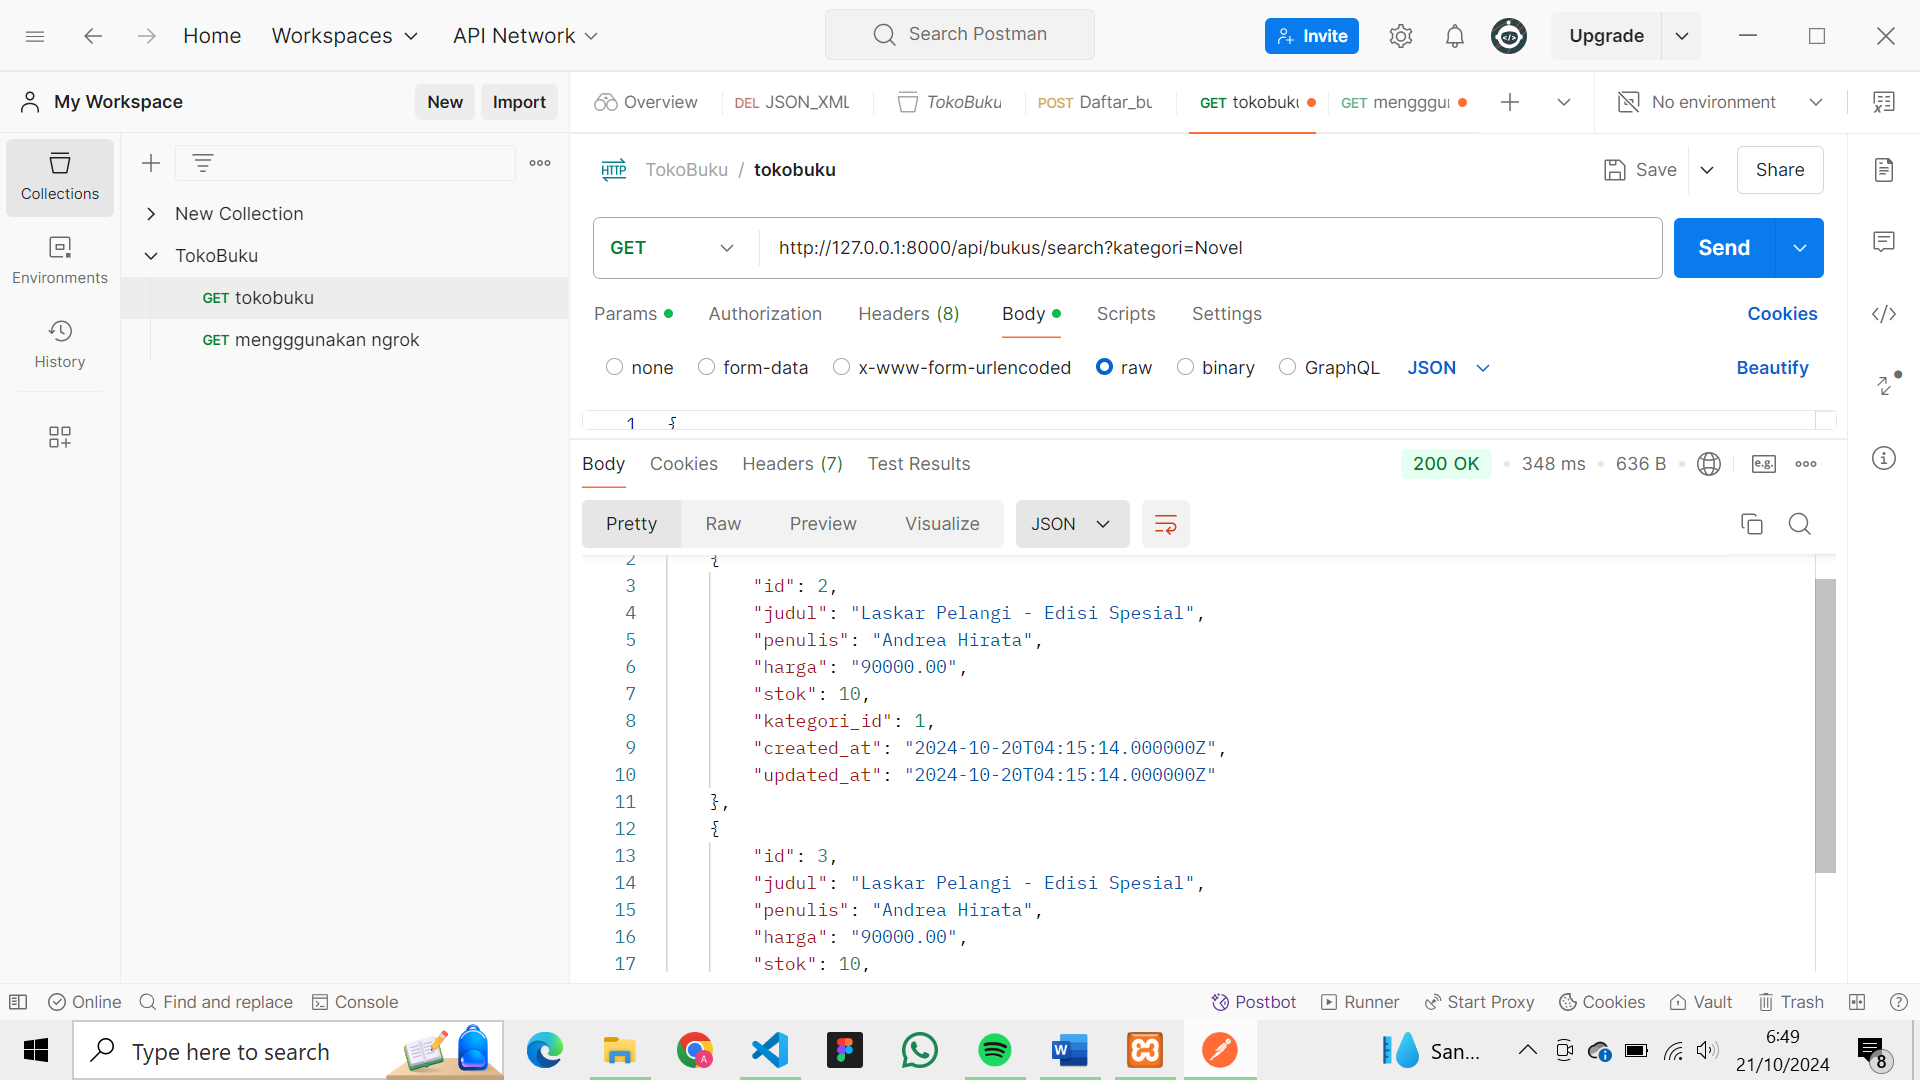 Home
Workspaces
API Network
Search Postman
Invite
Upgrade
My Workspace
New
Import
Overview
DEL JSON_XML
TokoBuku
POST Daftar_bu
GET tokobuku
GET mengggu
No environment
Collections
Environments
History
New Collection
TokoBuku
GET tokobuku
GET mengggunakan ngrok
HTTP
TokoBuku / tokobuku
Save
Share
GET
http://127.0.0.1:8000/api/bukus/search?kategori=Novel
Send
Params
Authorization
Headers (8)
Body
Scripts
Settings
Cookies
none
form-data
x-www-form-urlencoded
raw
binary
GraphQL
JSON
Beautify
1 {
Body
Cookies
Headers (7)
Test Results
200 OK
348 ms
636 B
e.g.
Pretty
Raw
Preview
Visualize
JSON
2 {
3 "id": 2,
4 "judul": "Laskar Pelangi - Edisi Spesial",
5 "penulis": "Andrea Hirata",
6 "harga": "90000.00",
7 "stok": 10,
8 "kategori_id": 1,
9 "created_at": "2024-10-20T04:15:14.000000Z",
10 "updated_at": "2024-10-20T04:15:14.000000Z"
11 },
12 {
13 "id": 3,
14 "judul": "Laskar Pelangi - Edisi Spesial",
15 "penulis": "Andrea Hirata",
16 "harga": "90000.00",
17 "stok": 10,
Online
Find and replace
Console
Postbot
Runner
Start Proxy
Cookies
Vault
Trash
Type here to search
San...
6:49
21/10/2024
8